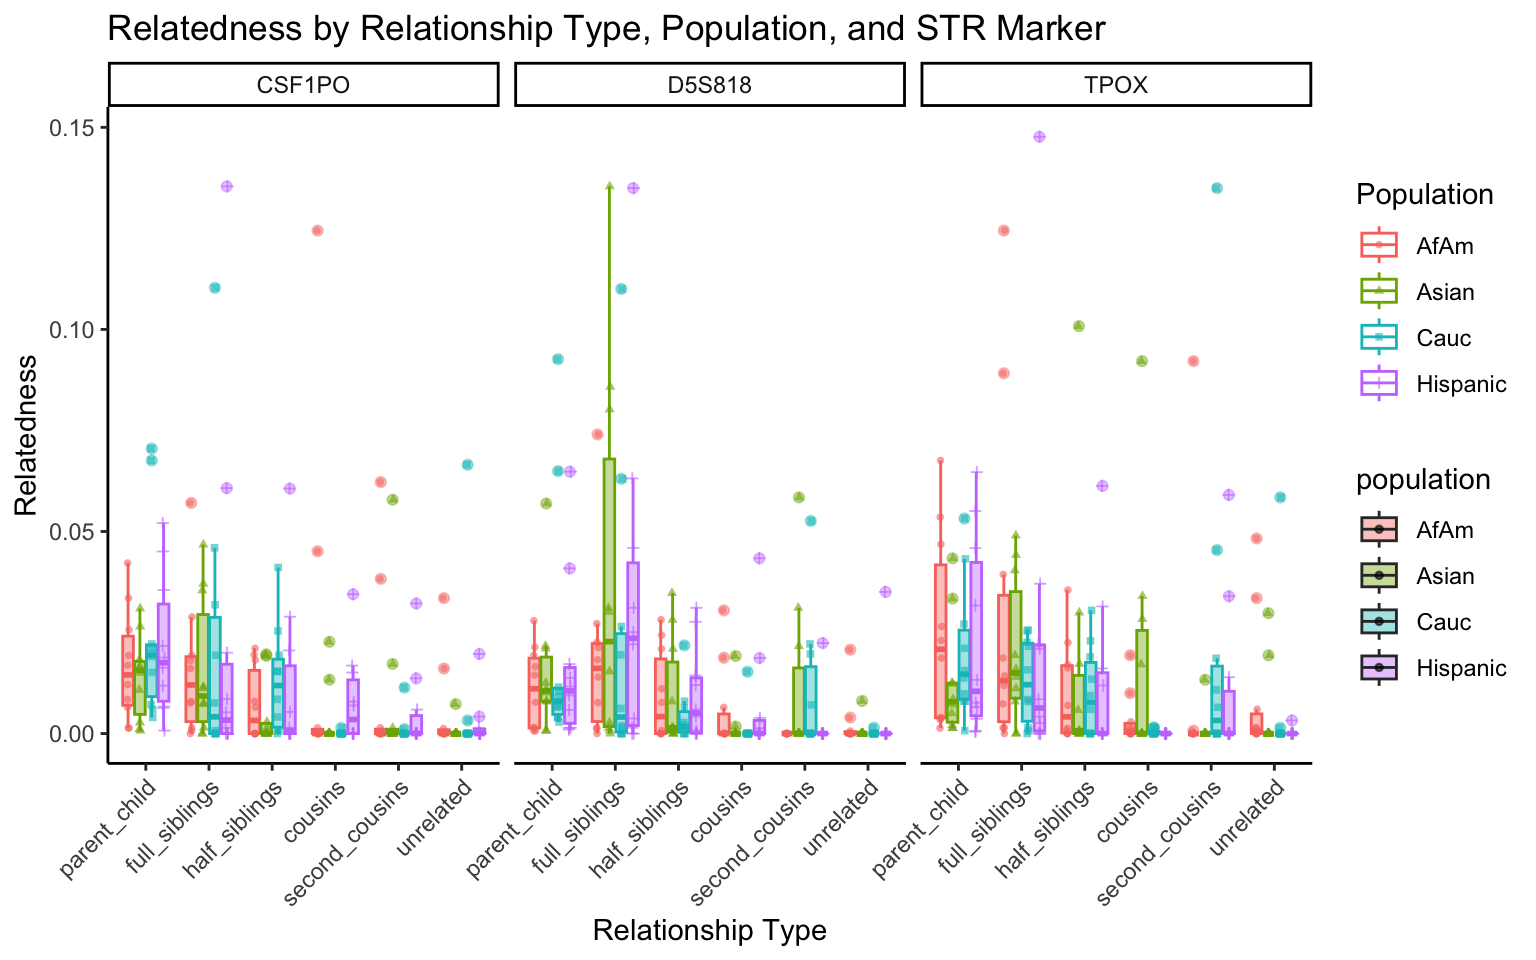 Relatedness by Relationship Type, Population, and STR Marker
CSF1PO
D5S818
TPOX
0.15
0.10
0.05
0.00
Relatedness
parent_child
full_siblings
half_siblings
cousins
second_cousins
unrelated
parent_child
full_siblings
half_siblings
cousins
second_cousins
unrelated
parent_child
full_siblings
half_siblings
cousins
second_cousins
unrelated
Relationship Type
Population
AfAm
Asian
Cauc
Hispanic
population
AfAm
Asian
Cauc
Hispanic